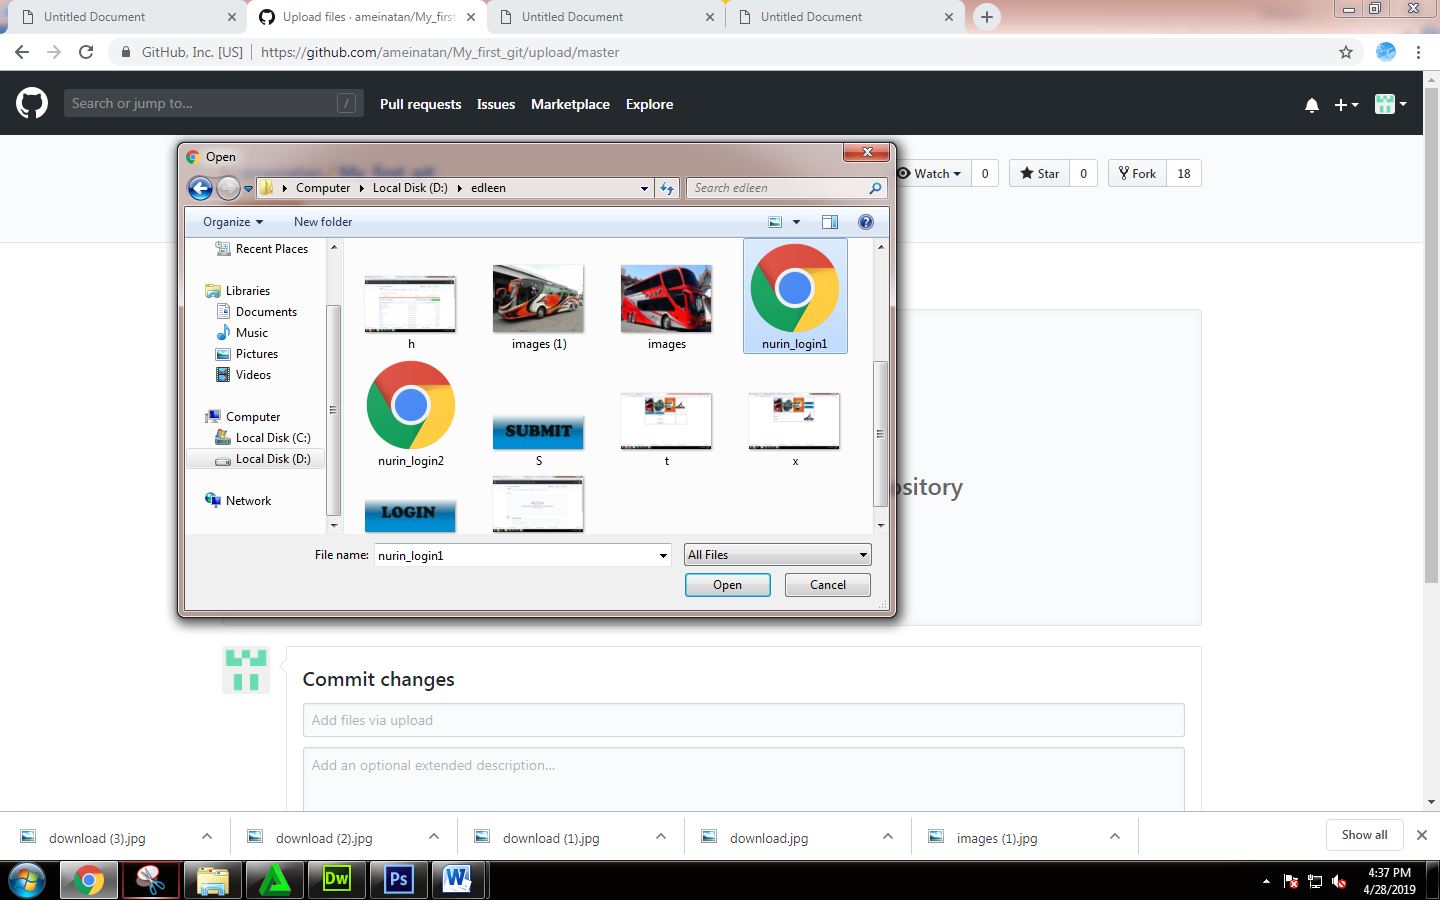 Untitled Document
Upload files · ameinatan/My_first
Untitled Document
Untitled Document
GitHub, Inc. [US]
https://github.com/ameinatan/My_first_git/upload/master
Search or jump to...
/
Pull requests
Issues
Marketplace
Explore
Open
Watch
0
Star
0
Fork
18
Computer
Local Disk (D:)
edleen
Search edleen
Organize
New folder
Recent Places
Libraries
Documents
Music
Pictures
Videos
Computer
Local Disk (C:)
Local Disk (D:)
Network
h
images (1)
images
nurin_login1
nurin_login2
SUBMIT
S
t
x
LOGIN
ository
File name:
nurin_login1
All Files
Open
Cancel
Commit changes
Add files via upload
Add an optional extended description...
download (3).jpg
download (2).jpg
download (1).jpg
download.jpg
images (1).jpg
Show all
Dw
Ps
W
4:37 PM
4/28/2019